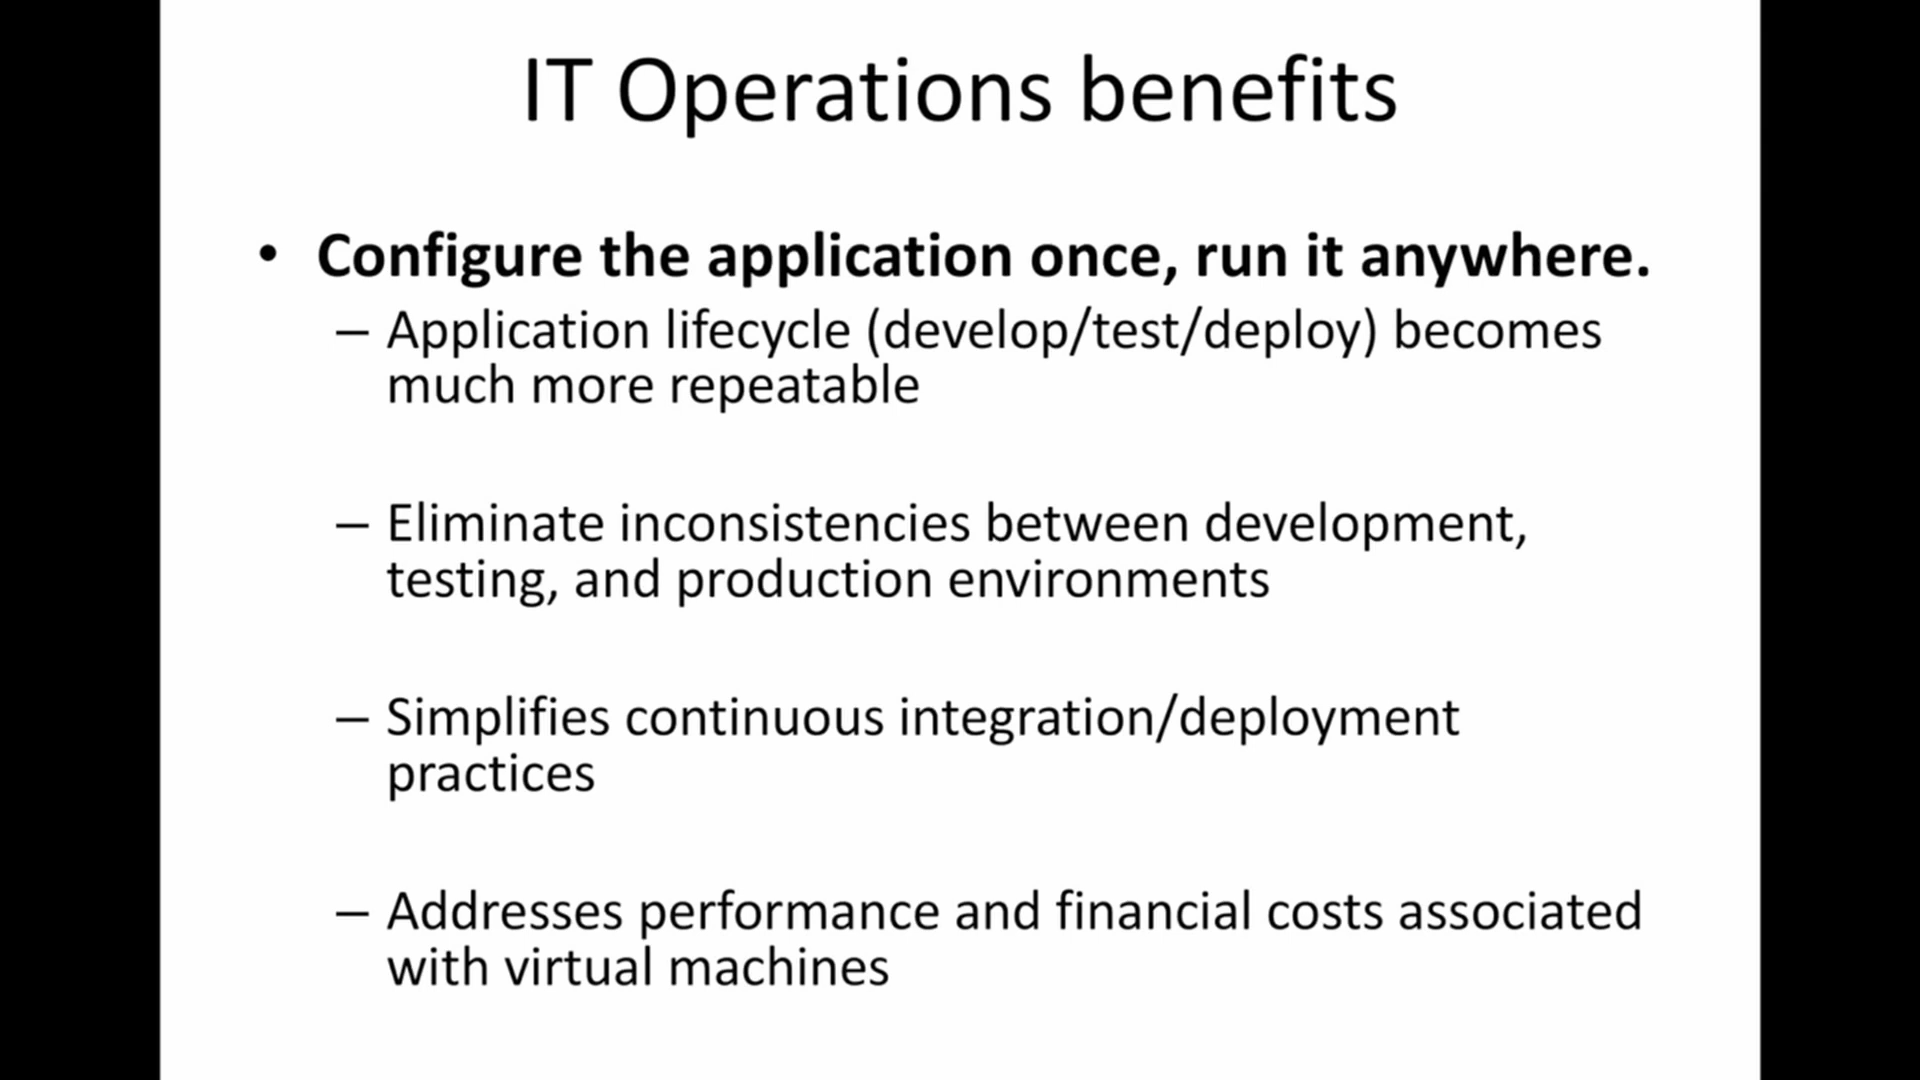 IT Operations benefits
• Configure the application once, run it anywhere.
– Application lifecycle (develop/test/deploy) becomes
much more repeatable
– Eliminate inconsistencies between development,
testing, and production environments
– Simplifies continuous integration/deployment
practices
– Addresses performance and financial costs associated
with virtual machines